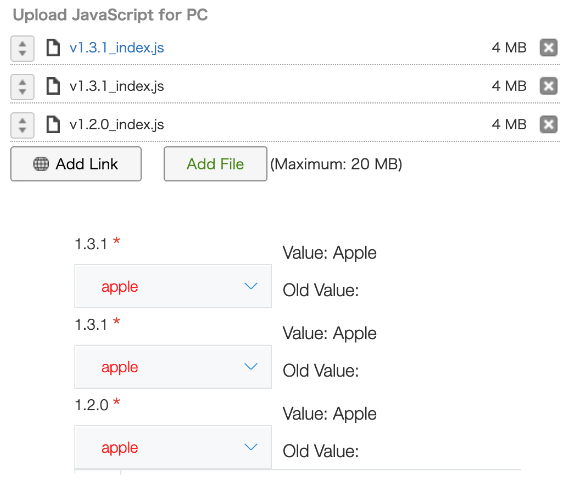 Upload JavaScript for PC
v1.3.1_index.js 4 MB
v1.3.1_index.js
v1.2.0_index.js 4 MB
Add Link Add File (Maximum: 20 MB)
1.3.1 *
Value: Apple
apple
Old Value:
1.3.1 *
Value: Apple
apple
Old Value:
1.2.0 *
Value: Apple
apple
Old Value: